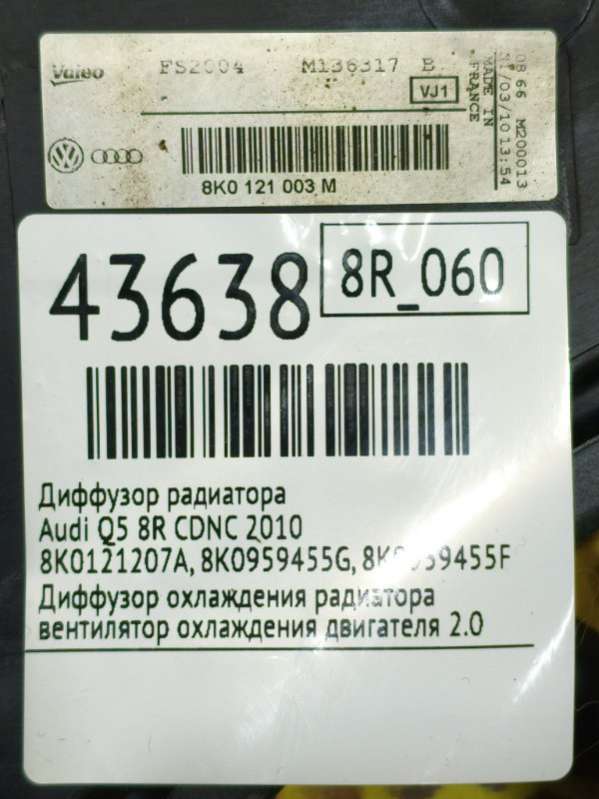 Valeo
FS2004 M136317 B
VJ1
MADE IN
FRANCE
08 66 M200013
/03/10 13:54
8K0 121 003 M
43638
8R_060
Диффузор радиатора
Audi Q5 8R CDNC 2010
8K0121207A, 8K0959455G,
Диффузор охлаждения радиатора
вентилятор охлаждения двигателя 2.0